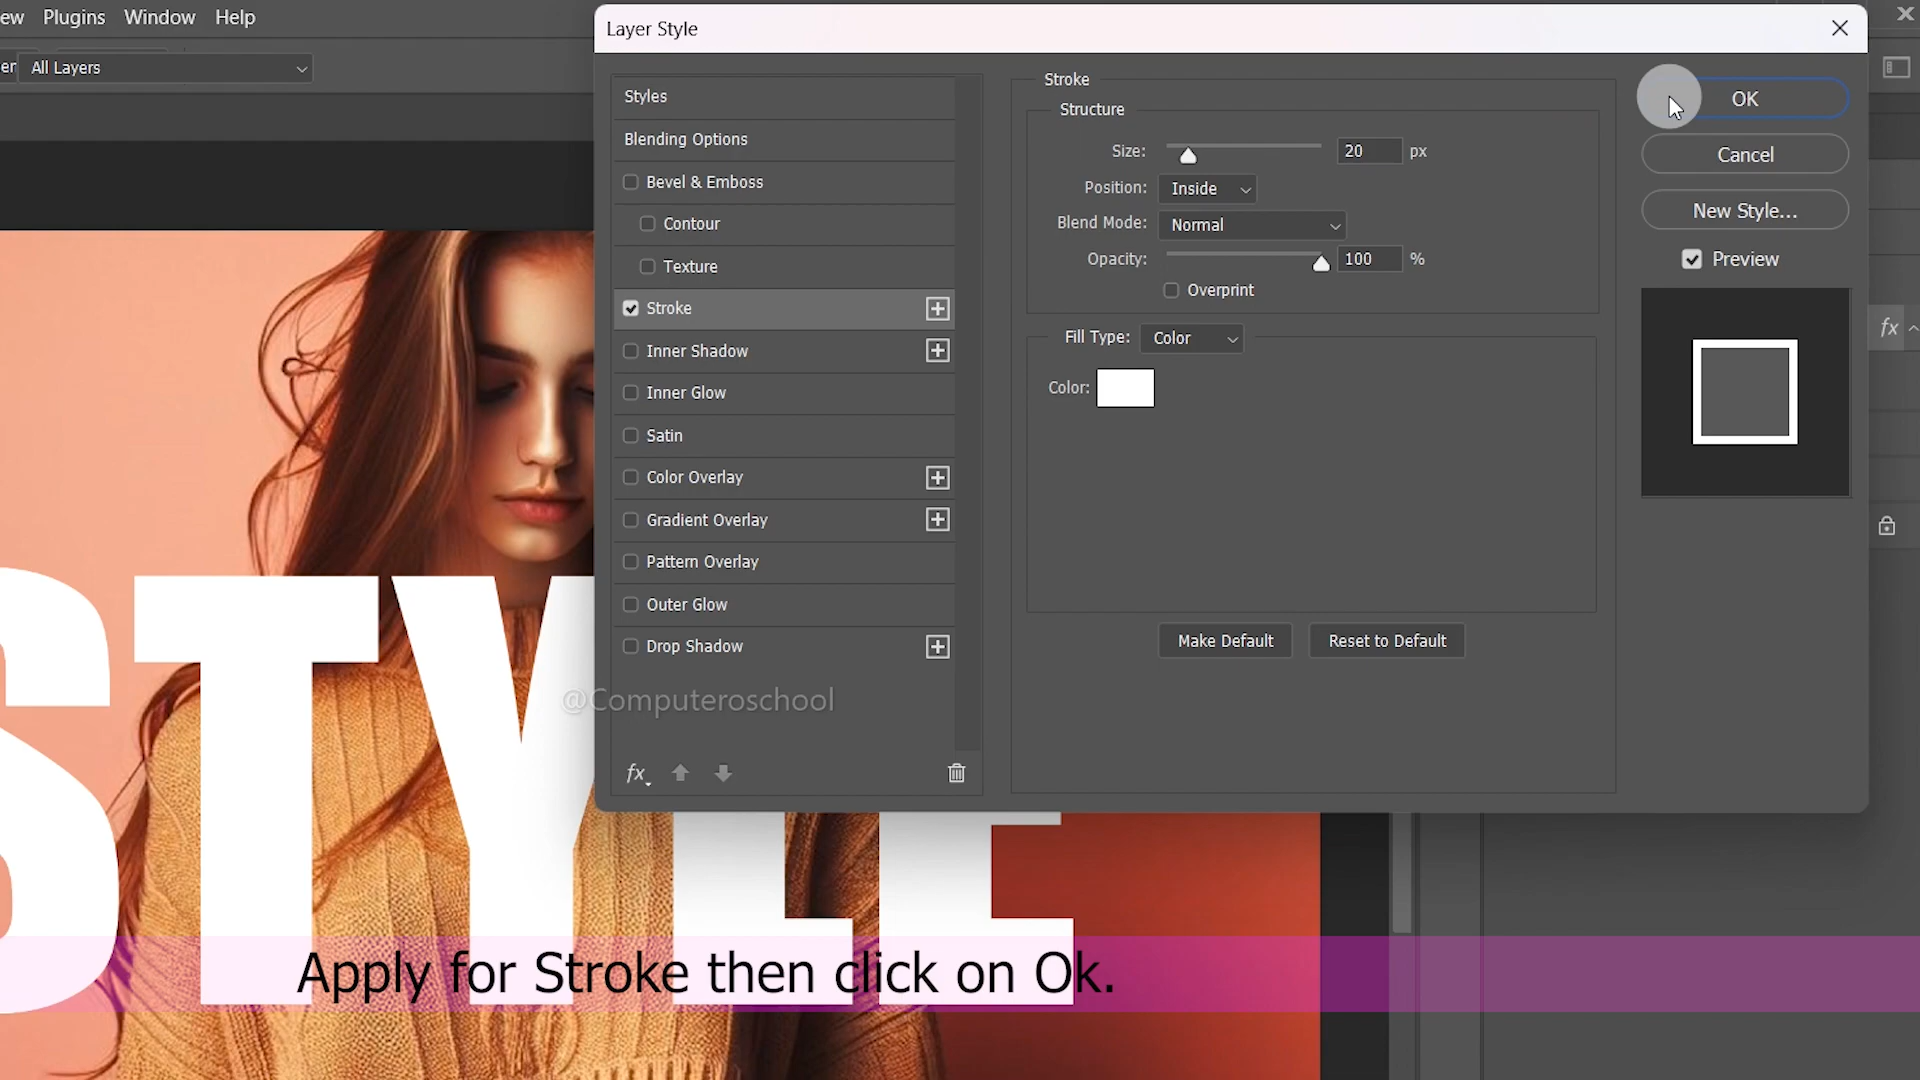 ew Plugins Window Help
er All Layers
Layer Style
Styles
Blending Options
Bevel & Emboss
Contour
Texture
Stroke
Inner Shadow
Inner Glow
Satin
Color Overlay
Gradient Overlay
Pattern Overlay
Outer Glow
Drop Shadow
fx
Stroke
Structure
Size: 20 px
Position: Inside
Blend Mode: Normal
Opacity: 100 %
Overprint
Fill Type: Color
Color:
Make Default Reset to Default
OK
Cancel
New Style...
Preview
fx
STYLE
@Computeroschool
Apply for Stroke then click on Ok.